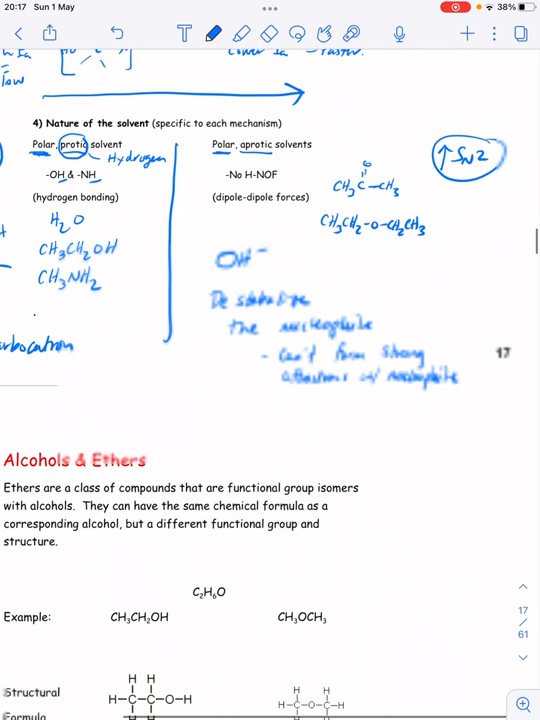 20:17 Sun 1 May
38%
4) Nature of the solvent (specific to each mechanism)
Polar, protic solvent
Hydrogen
-OH & -NH
(hydrogen bonding)
H2O
CH3CH2OH
CH3NH2
Polar, aprotic solvents
-No H-NOF
(dipole-dipole forces)
↑ SN2
O
CH3 C-CH3
CH3CH2-O-CH2CH3
OH-
De stabilize
the nucleophile
- Can't form strong
attractions w/ nucleophile
17
Alcohols & Ethers
Ethers are a class of compounds that are functional group isomers
with alcohols. They can have the same chemical formula as a
corresponding alcohol, but a different functional group and
structure.
C2H6O
Example:
CH3CH2OH
CH3OCH3
17
/
61
Structural
Formula
H H
H-C-C-O-H
H H
H-C-O-C-H